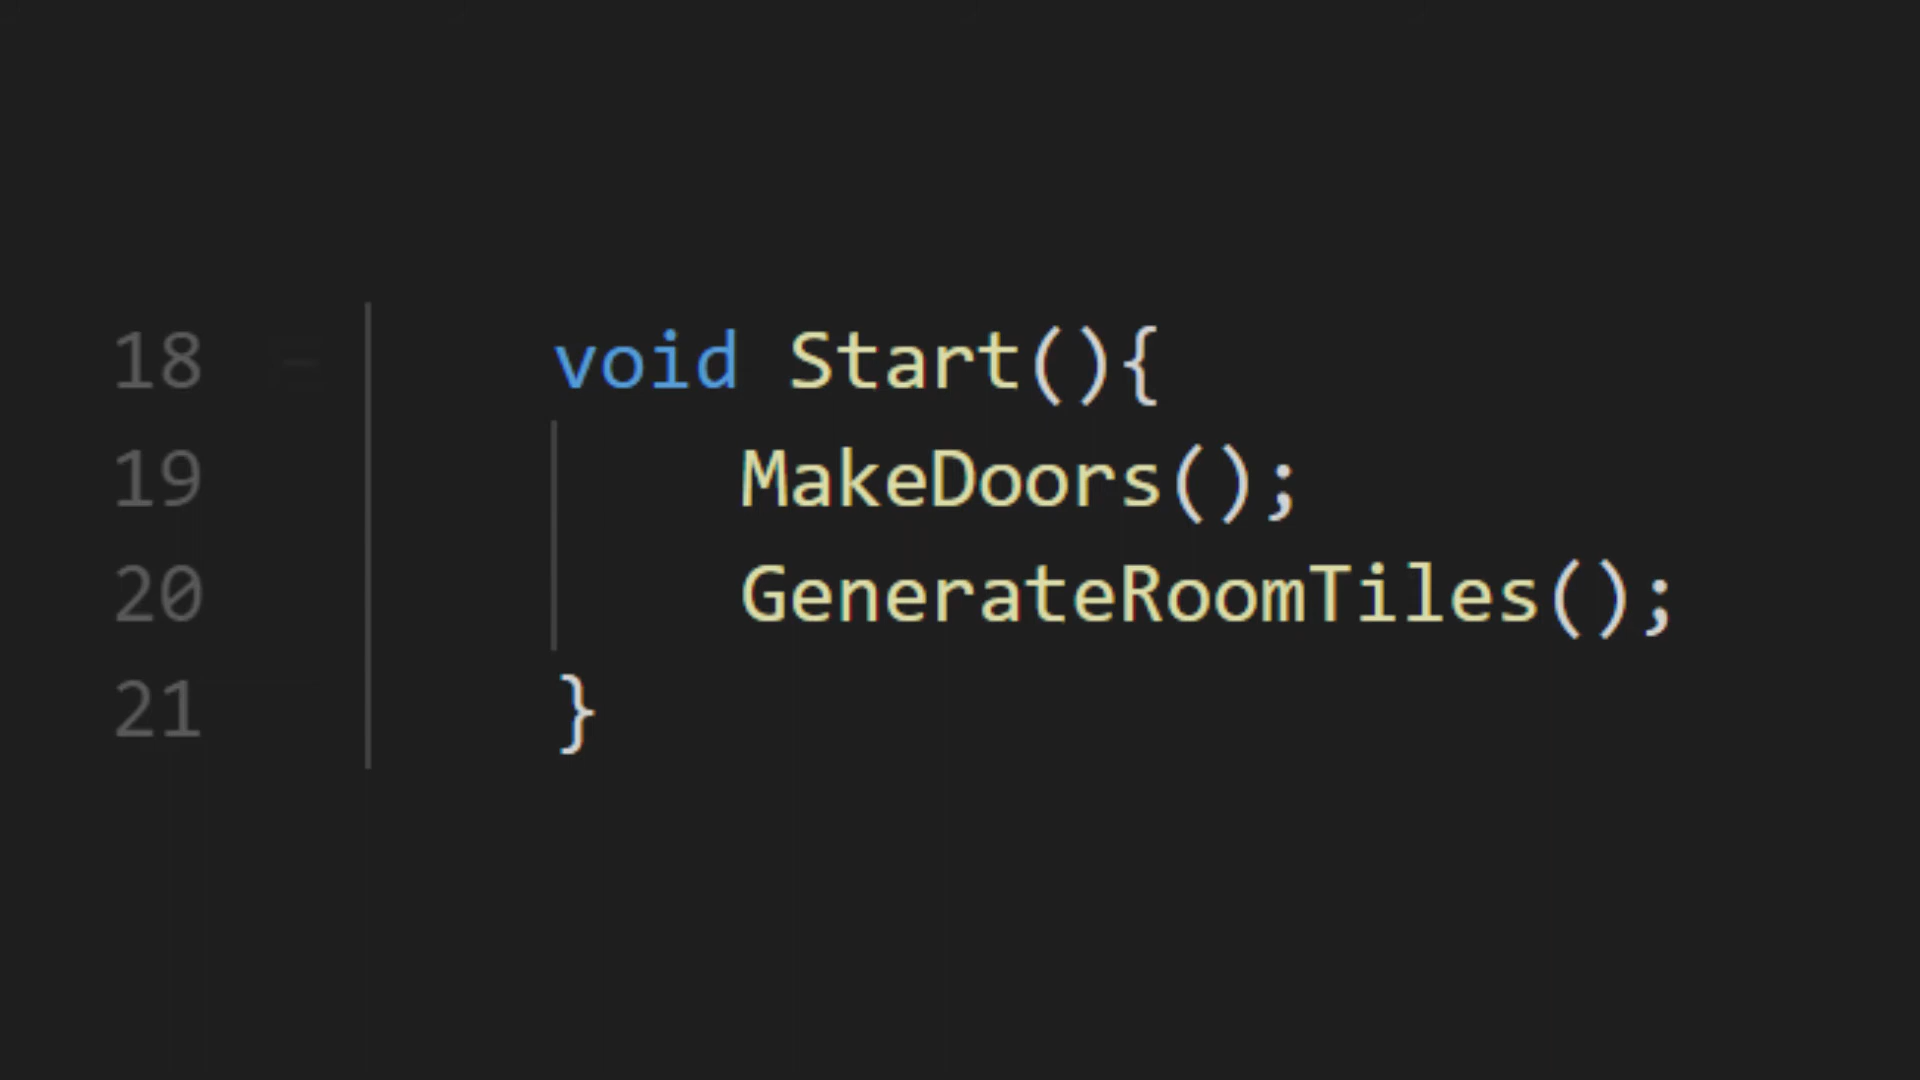 18 void Start(){
19 MakeDoors();
20 GenerateRoomTiles();
21 }